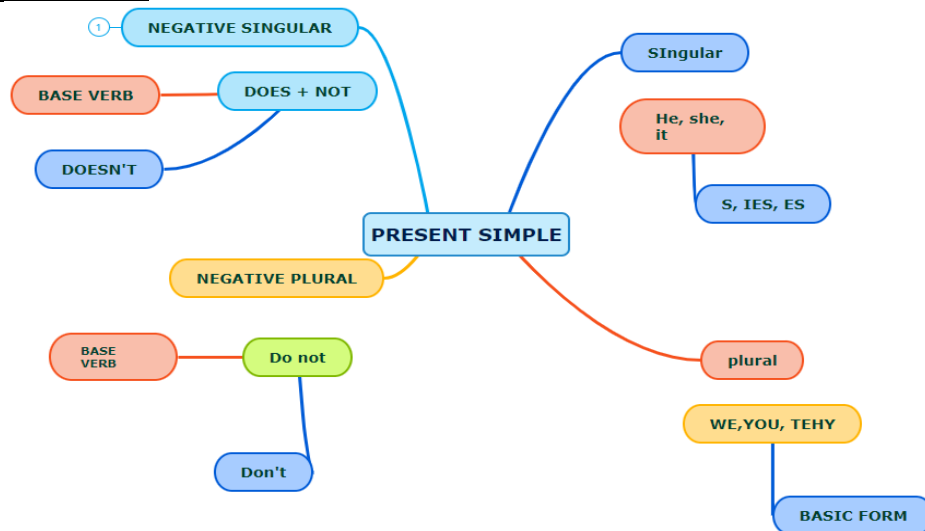 1
NEGATIVE SINGULAR
DOES + NOT
BASE VERB
DOESN'T
SIngular
He, she,
it
S, IES, ES
PRESENT SIMPLE
NEGATIVE PLURAL
Do not
BASE
VERB
Don't
plural
WE,YOU, TEHY
BASIC FORM